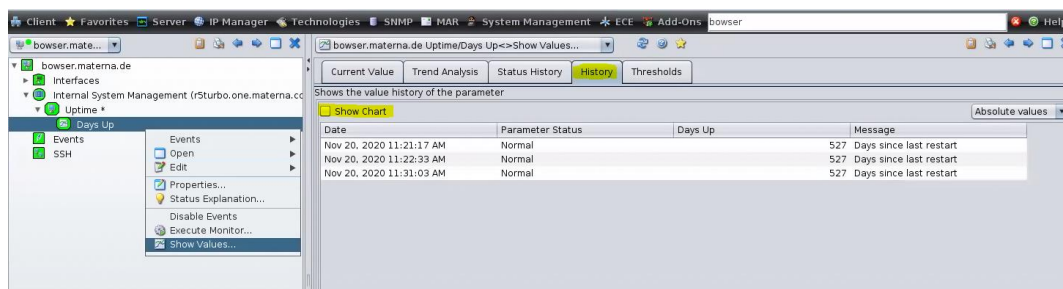 Client Favorites Server IP Manager Technologies SNMP MAR System Management ECE Add-Ons bowser Hel
bowser.mate...
bowser.materna.de Uptime/Days Up<>Show Values...
bowser.materna.de
Interfaces
Internal System Management (r5turbo.one.materna.cc
Uptime *
Days Up
Events
SSH
Events
Open
Edit
Properties...
Status Explanation...
Disable Events
Execute Monitor...
Show Values...
Current Value Trend Analysis Status History History Thresholds
Shows the value history of the parameter
Show Chart Absolute values
Date Parameter Status Days Up Message
Nov 20, 2020 11:21:17 AM Normal 527 Days since last restart
Nov 20, 2020 11:22:33 AM Normal 527 Days since last restart
Nov 20, 2020 11:31:03 AM Normal 527 Days since last restart